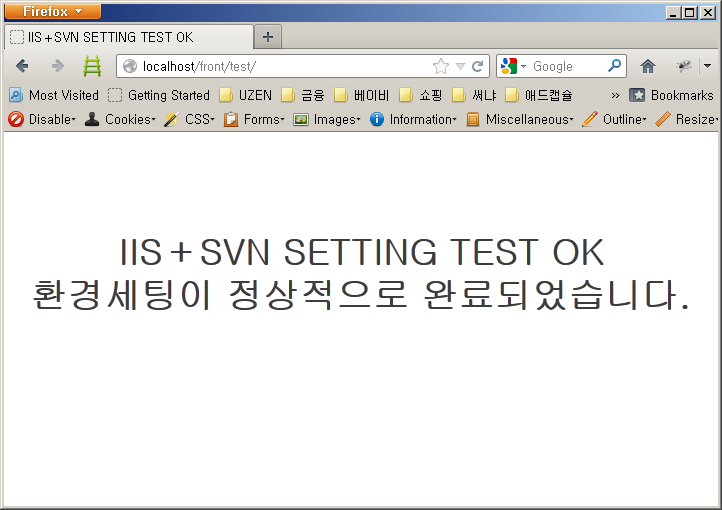 Firefox
IIS+SVN SETTING TEST OK
localhost/front/test/
Google
Most Visited Getting Started UZEN 금융 베이비 쇼핑 써냐 애드캡슐 » Bookmarks
Disable Cookies CSS Forms Images Information Miscellaneous Outline Resize
IIS+SVN SETTING TEST OK
환경세팅이 정상적으로 완료되었습니다.